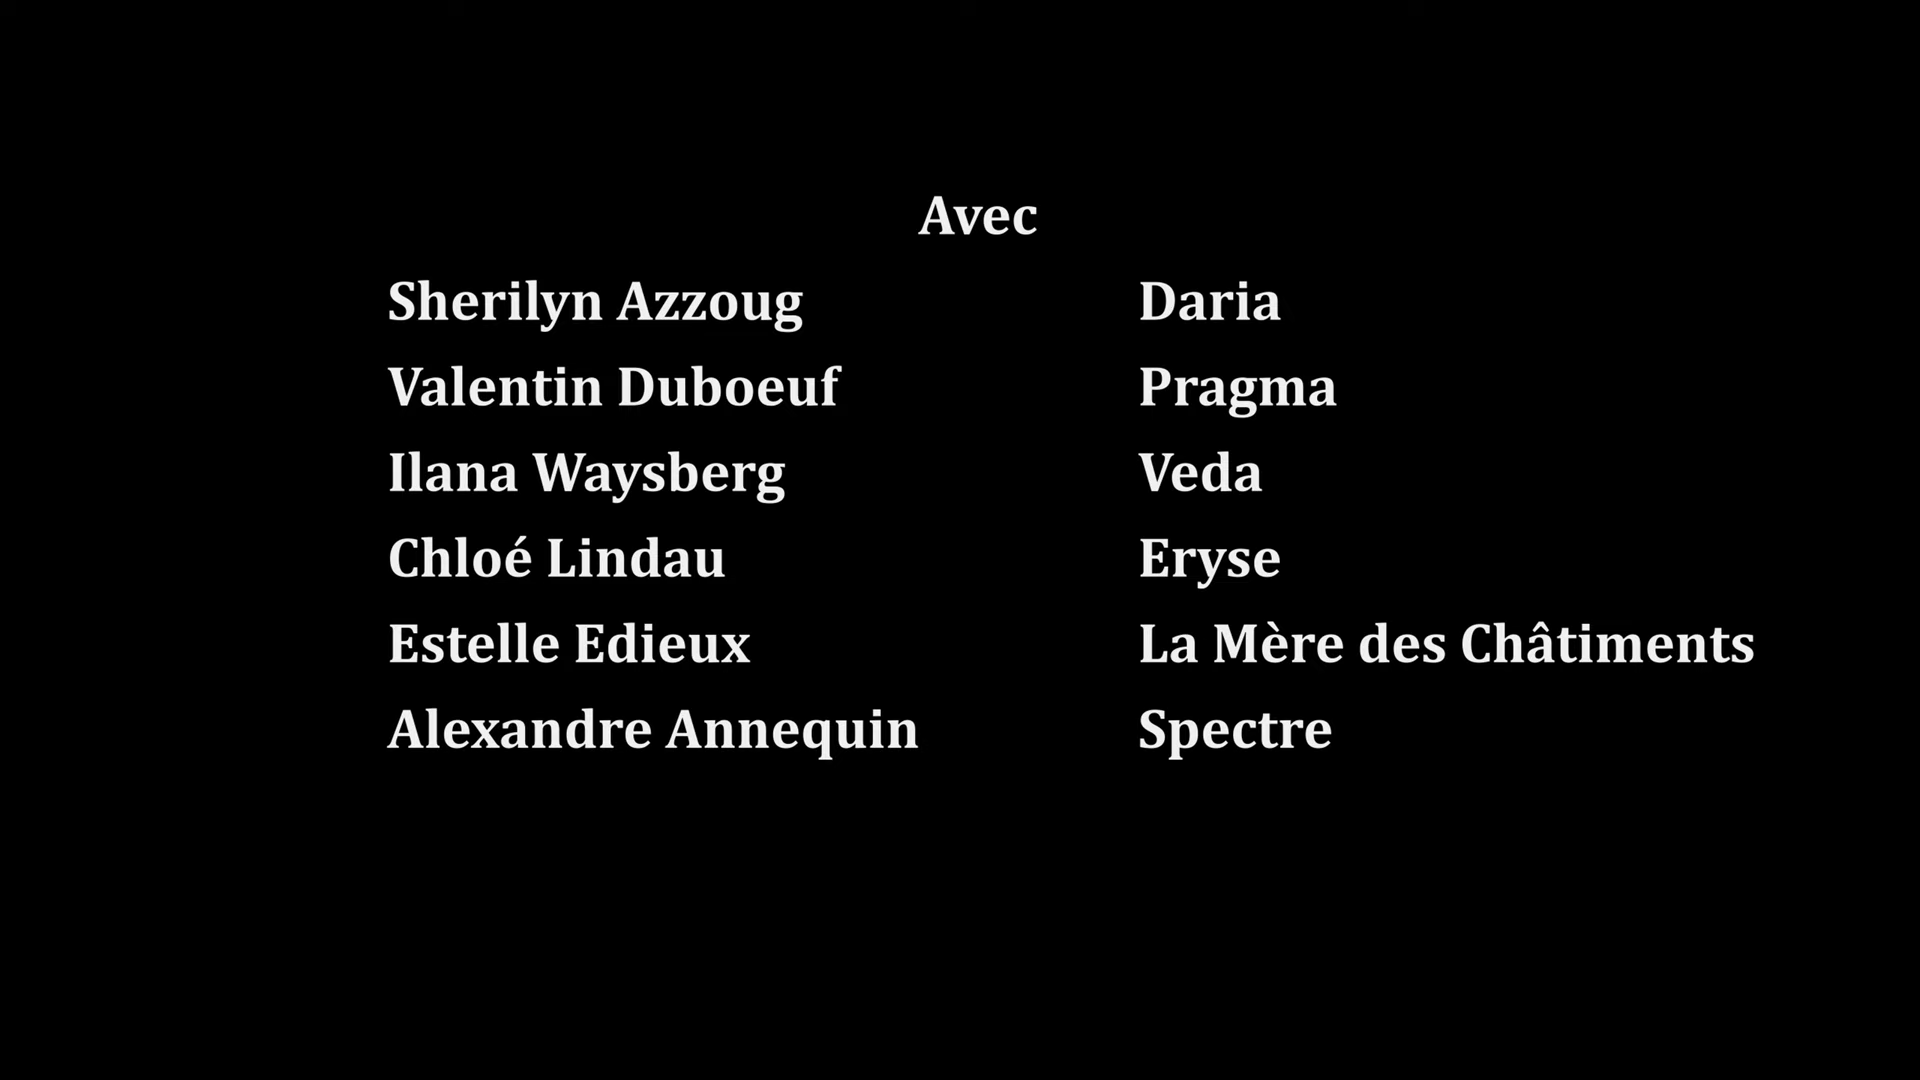 Avec
Sherilyn Azzoug Daria
Valentin Duboeuf Pragma
Ilana Waysberg Veda
Chloé Lindau Eryse
Estelle Edieux La Mère des Châtiments
Alexandre Annequin Spectre